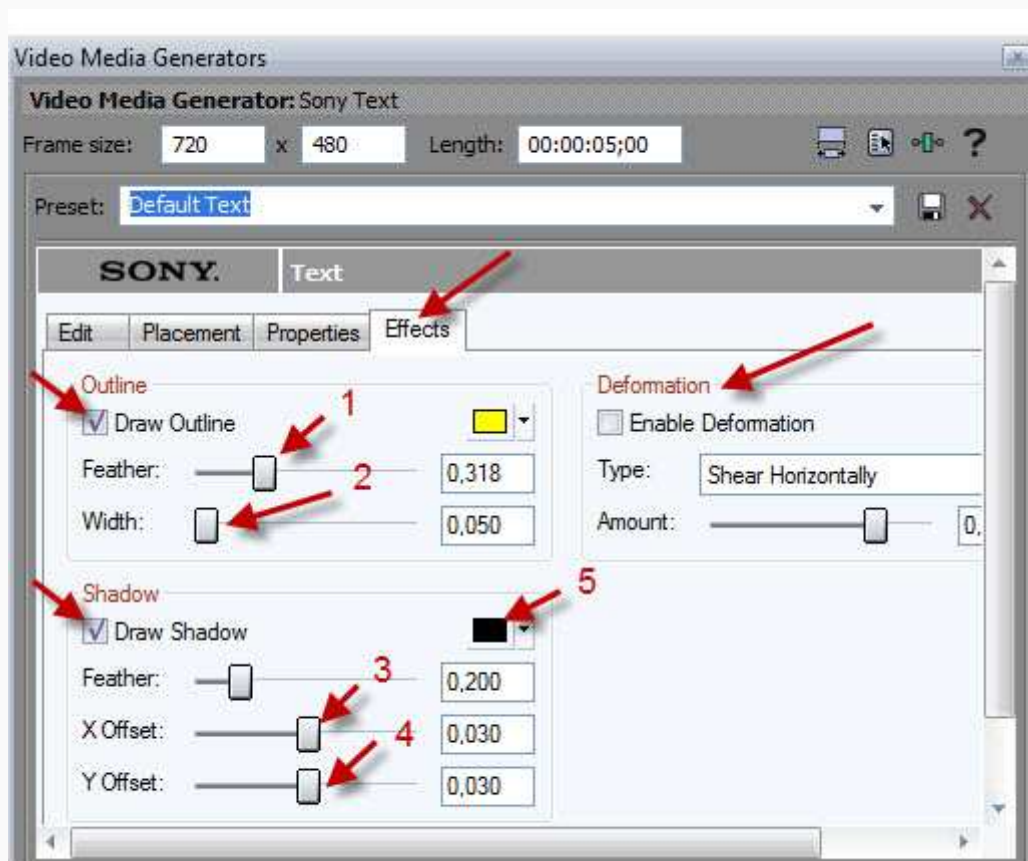 Video Media Generators
Video Media Generator: Sony Text
Frame size: 720 x 480 Length: 00:00:05;00 ?
Preset: Default Text
SONY. Text
Edit Placement Properties Effects
Outline Deformation
Draw Outline 1 Enable Deformation
Feather: 0,318 Type: Shear Horizontally
2
Width: 0,050 Amount: 0,
Shadow
Draw Shadow 5
Feather: 0,200
3
X Offset: 0,030
4
Y Offset: 0,030